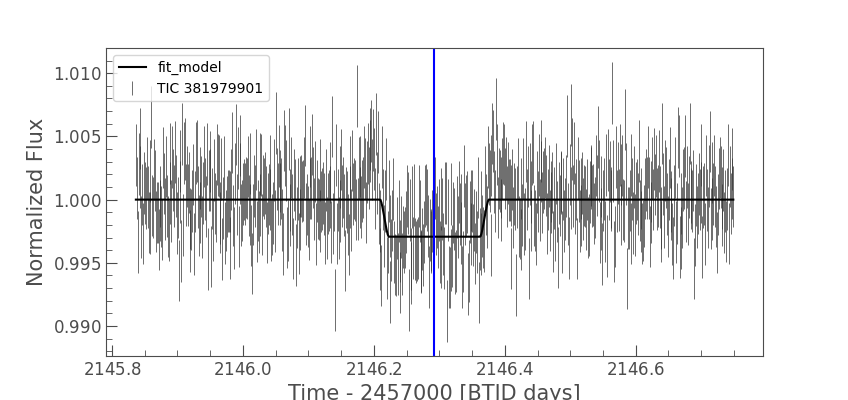 fit_model
TIC 381979901
1.010
1.005
1.000
0.995
0.990
Normalized Flux
2145.8 2146.0 2146.2 2146.4 2146.6
Time - 2457000 [BTJD days]